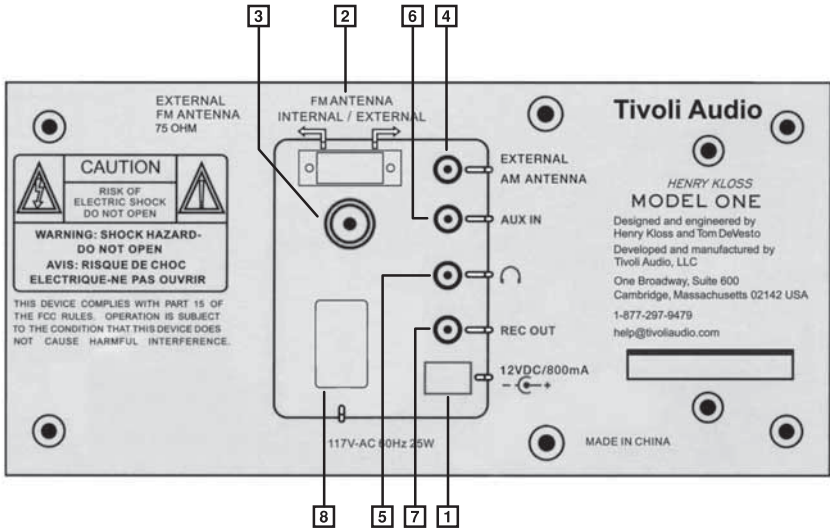 3
2
6
4
EXTERNAL
FM ANTENNA
75 OHM
FM ANTENNA
INTERNAL / EXTERNAL
CAUTION
RISK OF
ELECTRIC SHOCK
DO NOT OPEN
WARNING: SHOCK HAZARD-
DO NOT OPEN
AVIS: RISQUE DE CHOC
ELECTRIQUE-NE PAS OUVRIR
THIS DEVICE COMPLIES WITH PART 15 OF
THE FCC RULES. OPERATION IS SUBJECT
TO THE CONDITION THAT THIS DEVICE DOES
NOT CAUSE HARMFUL INTERFERENCE.
EXTERNAL
AM ANTENNA
AUX IN
REC OUT
12VDC/800mA
- +
117V-AC 60Hz 25W
Tivoli Audio
HENRY KLOSS
MODEL ONE
Designed and engineered by
Henry Kloss and Tom DeVesto
Developed and manufactured by
Tivoli Audio, LLC
One Broadway, Suite 600
Cambridge, Massachusetts 02142 USA
1-877-297-9479
help@tivoliaudio.com
MADE IN CHINA
8
5
7
1